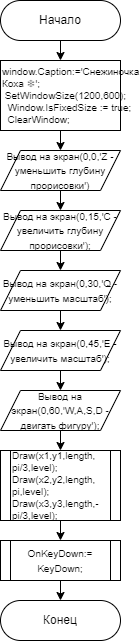 Начало
window.Caption:='Снежиночка
Коха ❄';
SetWindowSize(1200,600);
Window.IsFixedSize := true;
ClearWindow;
Вывод на экран(0,0,'Z -
уменьшить глубину
прорисовки')
Вывод на экран(0,15,'C -
увеличить глубину
прорисовки');
Вывод на экран(0,30,'Q -
уменьшить масштаб');
Вывод на экран(0,45,'E -
увеличить масштаб');
Вывод на
экран(0,60,'W,A,S,D -
двигать фигуру');
Draw(x1,y1,length,
pi/3,level);
Draw(x2,y2,length,
pi,level);
Draw(x3,y3,length,-
pi/3,level);
OnKeyDown:=
KeyDown;
Конец